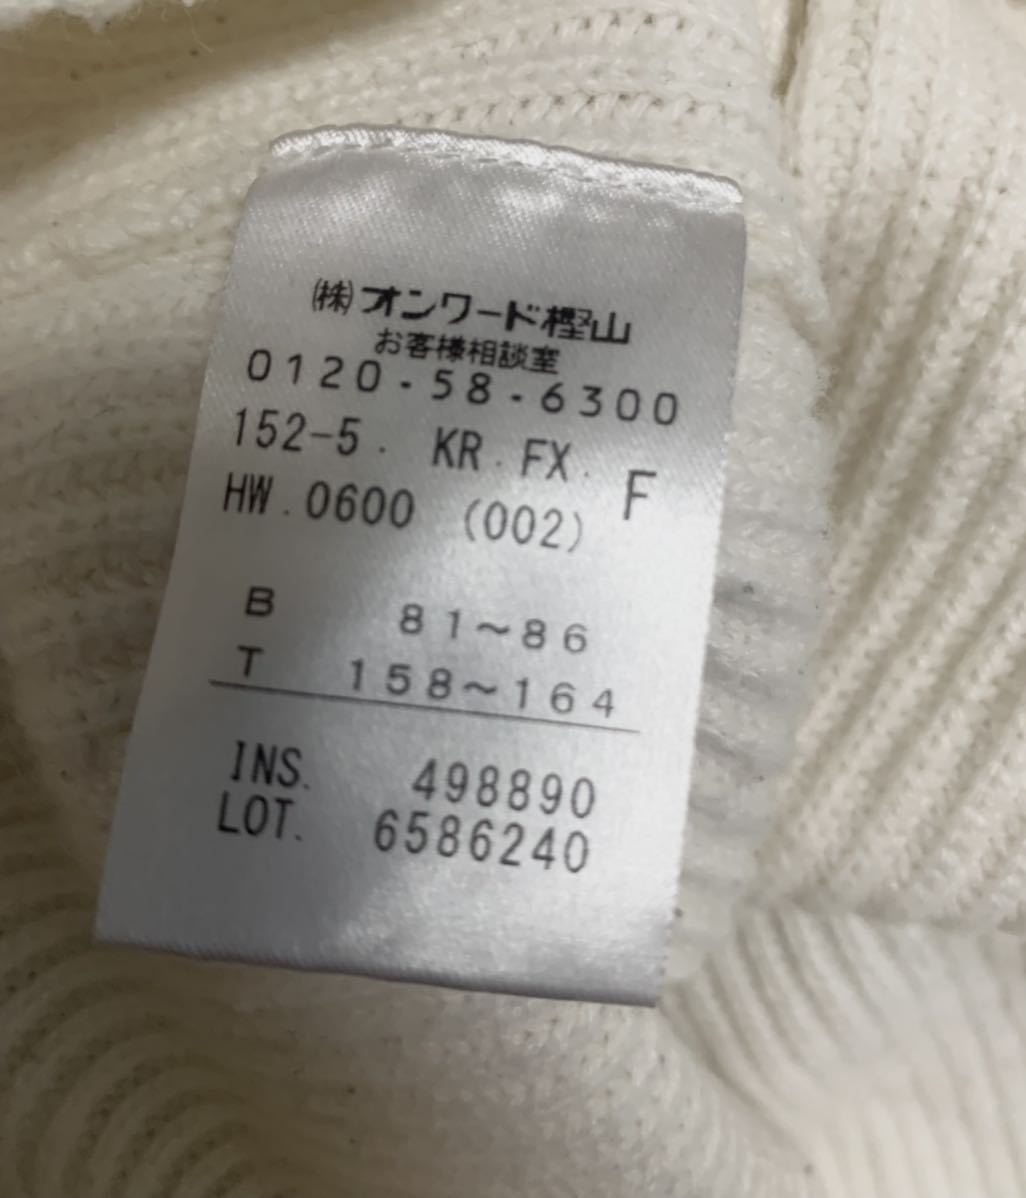 (株)オンワード樫山
お客様相談室
0120-58-6300
152-5. KR. FX. F
HW.0600 (002)
B 81~86
T 158~164
INS. 498890
LOT. 6586240